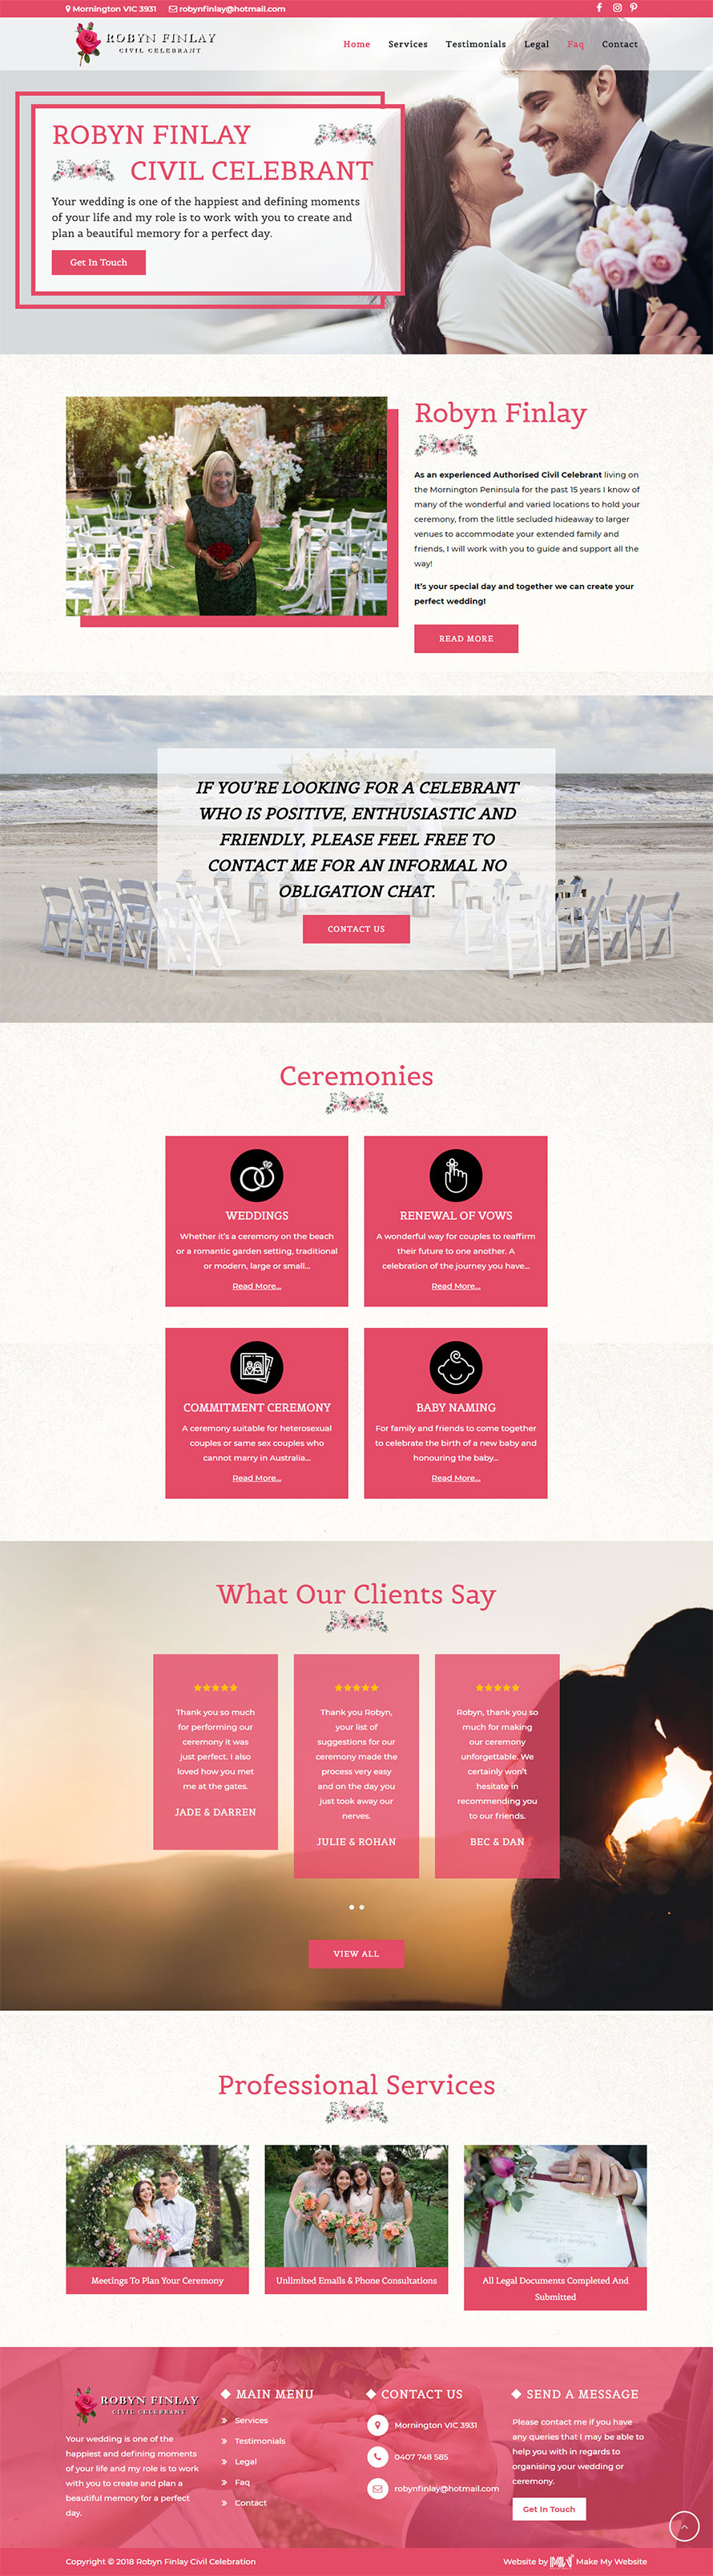 Mornington VIC 3931 robynfinlay@hotmail.com
ROBYN FINLAY
CIVIL CELEBRANT
Home Services Testimonials Legal Faq Contact
ROBYN FINLAY
CIVIL CELEBRANT
Your wedding is one of the happiest and defining moments
of your life and my role is to work with you to create and
plan a beautiful memory for a perfect day.
Get In Touch
Robyn Finlay
As an experienced Authorised Civil Celebrant living on
the Mornington Peninsula for the past 15 years I know of
many of the wonderful and varied locations to hold your
ceremony, from the little secluded hideaway to larger
venues to accommodate your extended family and
friends, I will work with you to guide and support all the
way!
It's your special day and together we can create your
perfect wedding!
READ MORE
IF YOU'RE LOOKING FOR A CELEBRANT
WHO IS POSITIVE, ENTHUSIASTIC AND
FRIENDLY, PLEASE FEEL FREE TO
CONTACT ME FOR AN INFORMAL NO
OBLIGATION CHAT.
CONTACT US
Ceremonies
WEDDINGS
Whether it's a ceremony on the beach
or a romantic garden setting, traditional
or modern, large or small...
Read More...
RENEWAL OF VOWS
A wonderful way for couples to reaffirm
their future to one another. A
celebration of the journey you have...
Read More...
COMMITMENT CEREMONY
A ceremony suitable for heterosexual
couples or same sex couples who
cannot marry in Australia...
Read More...
BABY NAMING
For family and friends to come together
to celebrate the birth of a new baby and
honouring the baby...
Read More...
What Our Clients Say
Thank you so much
for performing our
ceremony it was
just perfect. I also
loved how you met
me at the gates.
JADE & DARREN
Thank you Robyn,
your list of
suggestions for our
ceremony made the
process very easy
and on the day you
just took away our
nerves.
JULIE & ROHAN
Robyn, thank you so
much for making
our ceremony
unforgettable. We
certainly won't
hesitate in
recommending you
to our friends.
BEC & DAN
VIEW ALL
Professional Services
Meetings To Plan Your Ceremony
Unlimited Emails & Phone Consultations
All Legal Documents Completed And
Submitted
ROBYN FINLAY
CIVIL CELEBRANT
Your wedding is one of the
happiest and defining moments
of your life and my role is to work
with you to create and plan a
beautiful memory for a perfect
day.
MAIN MENU
Services
Testimonials
Legal
Faq
Contact
CONTACT US
Mornington VIC 3931
0407 748 585
robynfinlay@hotmail.com
SEND A MESSAGE
Please contact me if you have
any queries that I may be able to
help you with in regards to
organising your wedding or
ceremony.
Get In Touch
Copyright © 2018 Robyn Finlay Civil Celebration
Website by MMW Make My Website